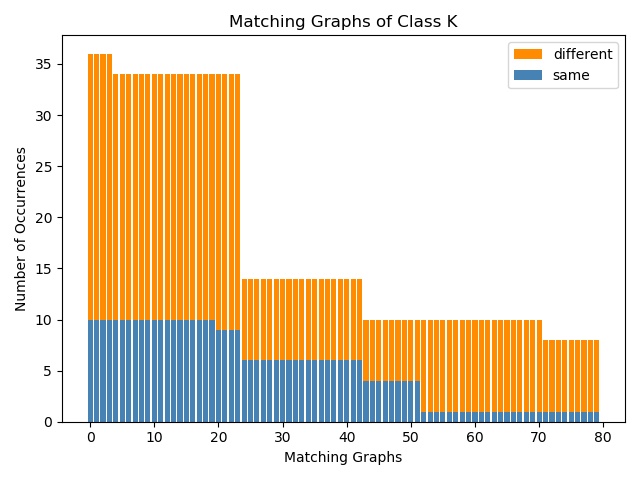 Matching Graphs of Class K
different
same
Number of Occurrences
35
30
25
20
15
10
5
0
0 10 20 30 40 50 60 70 80
Matching Graphs